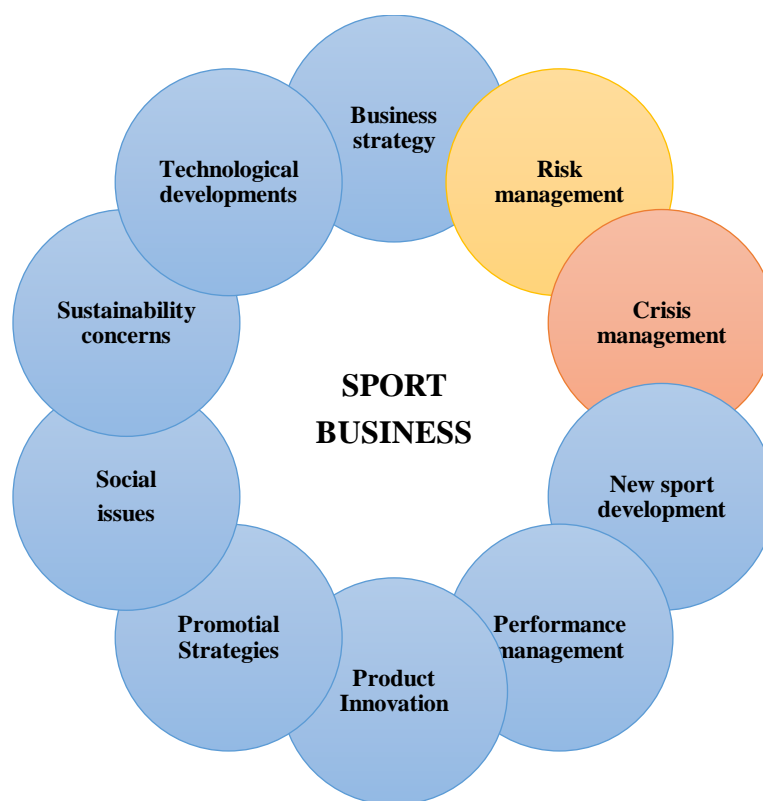 Business
strategy
Risk
management
Crisis
management
New sport
development
Performance
management
Product
Innovation
Promotial
Strategies
Social
issues
Sustainability
concerns
Technological
developments
SPORT
BUSINESS